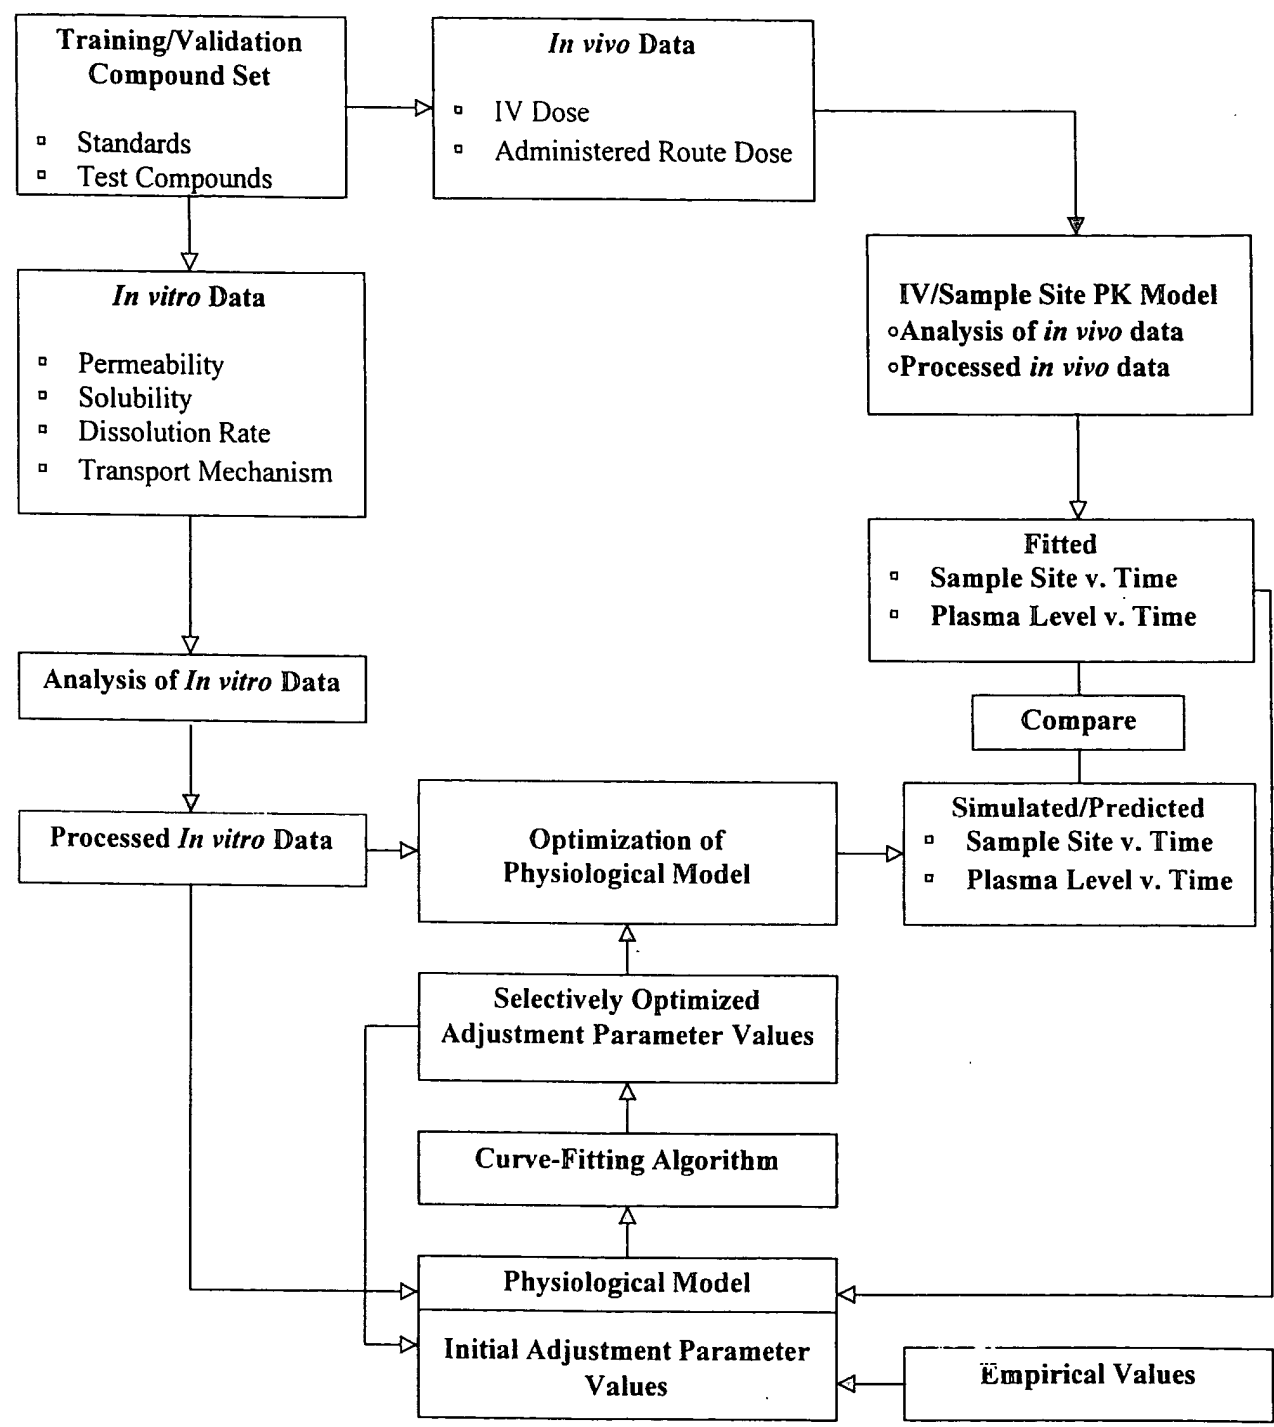 Training/Validation
Compound Set
Standards
Test Compounds
In vivo Data
IV Dose
Administered Route Dose
In vitro Data
Permeability
Solubility
Dissolution Rate
Transport Mechanism
IV/Sample Site PK Model
Analysis of in vivo data
Processed in vivo data
Fitted
Sample Site v. Time
Plasma Level v. Time
Analysis of In vitro Data
Compare
Processed In vitro Data
Optimization of
Physiological Model
Simulated/Predicted
Sample Site v. Time
Plasma Level v. Time
Selectively Optimized
Adjustment Parameter Values
Curve-Fitting Algorithm
Physiological Model
Initial Adjustment Parameter
Values
Empirical Values